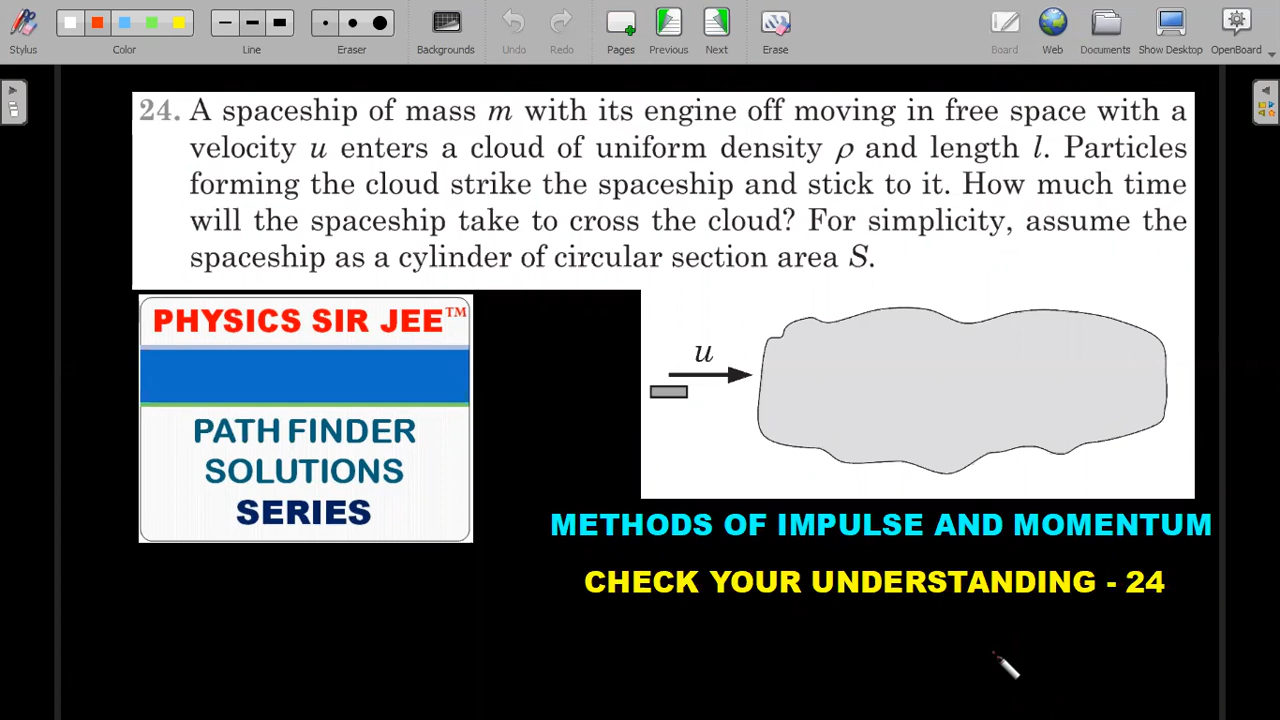 Stylus
Color
Line
Eraser
Backgrounds
Undo
Redo
Pages
Previous
Next
Erase
Board
Web
Documents
Show Desktop
OpenBoard
24. A spaceship of mass m with its engine off moving in free space with a
velocity u enters a cloud of uniform density ρ and length l. Particles
forming the cloud strike the spaceship and stick to it. How much time
will the spaceship take to cross the cloud? For simplicity, assume the
spaceship as a cylinder of circular section area S.
PHYSICS SIR JEE™
PATH FINDER
SOLUTIONS
SERIES
u
METHODS OF IMPULSE AND MOMENTUM
CHECK YOUR UNDERSTANDING - 24